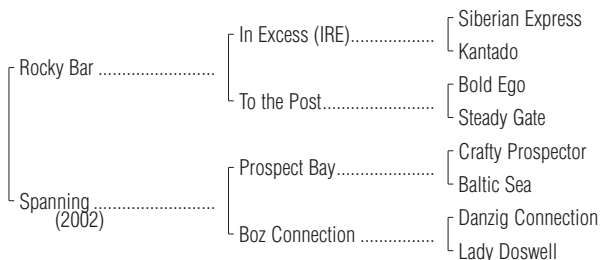 Siberian Express
In Excess (IRE)....................
Kantado
Rocky Bar ............................
Bold Ego
To the Post...........................
Steady Gate
Crafty Prospector
Prospect Bay........................
Baltic Sea
Spanning.............................
(2002)
Danzig Connection
Boz Connection ..................
Lady Doswell